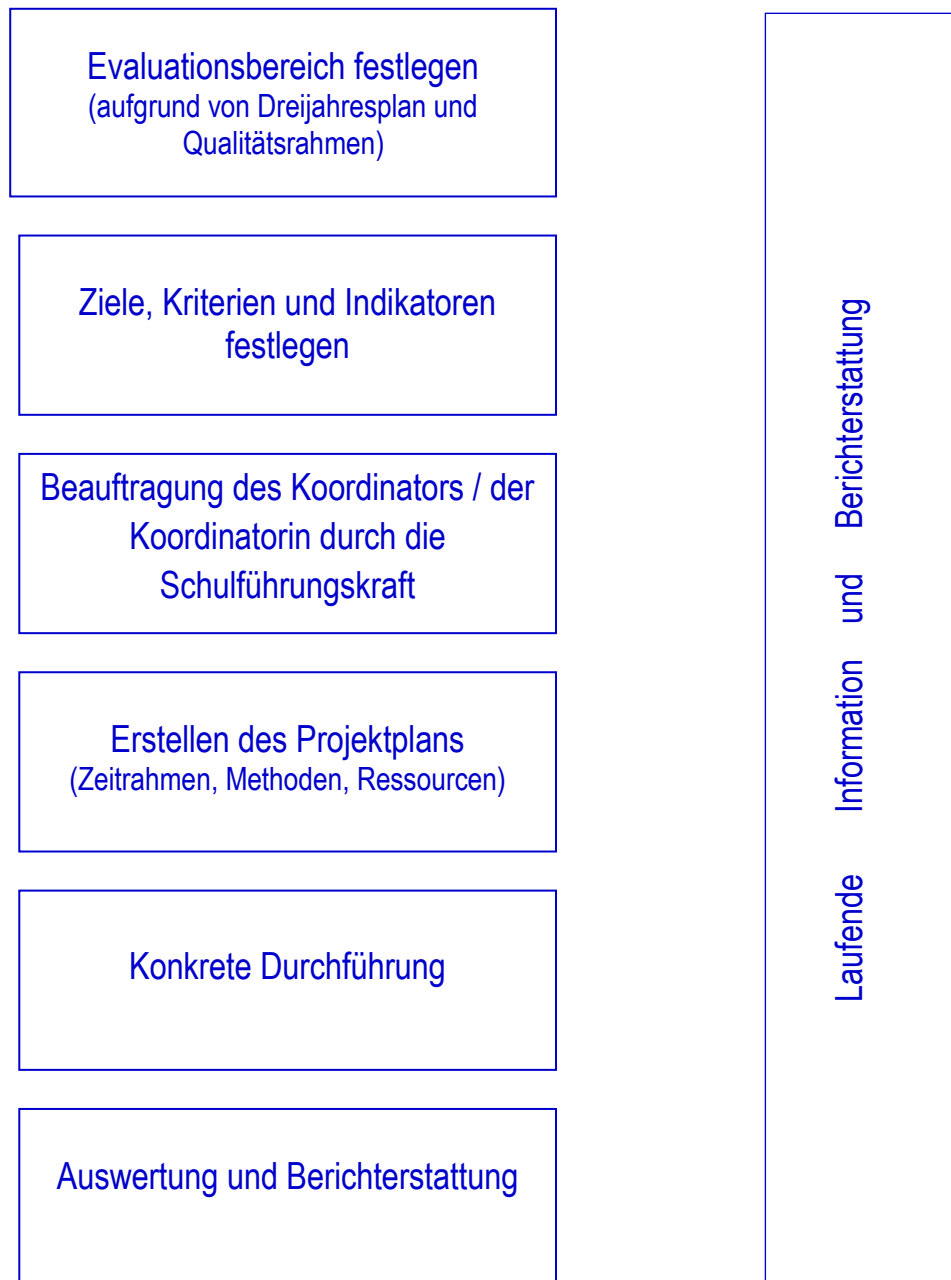 Evaluationsbereich festlegen
(aufgrund von Dreijahresplan und
Qualitätsrahmen)
Ziele, Kriterien und Indikatoren
festlegen
Beauftragung des Koordinators / der
Koordinatorin durch die
Schulführungskraft
Erstellen des Projektplans
(Zeitrahmen, Methoden, Ressourcen)
Konkrete Durchführung
Auswertung und Berichterstattung
Laufende Information und Berichterstattung